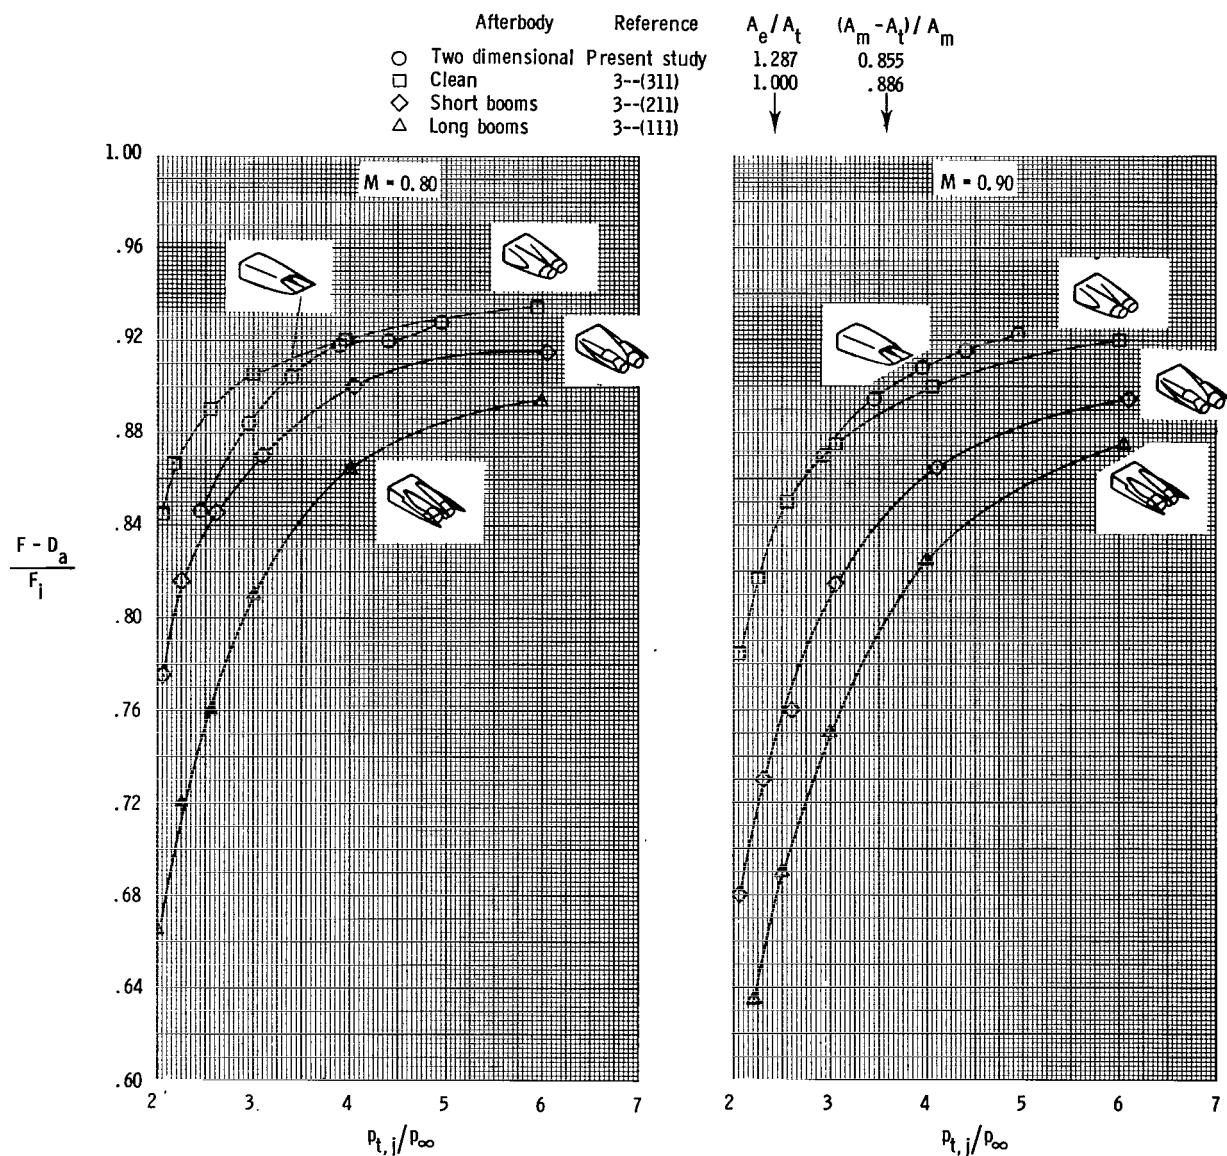 Afterbody Reference A_e/A_t (A_m - A_t)/A_m
Two dimensional Present study 1.287 0.855
Clean 3--(311) 1.000 .886
Short booms 3--(211)
Long booms 3--(111)
1.00
.96
.92
.88
.84
.80
.76
.72
.68
.64
.60
F - D_a
F_i
M = 0.80
2 3 4 5 6 7
p_t,j/p_∞
M = 0.90
2 3 4 5 6 7
p_t,j/p_∞